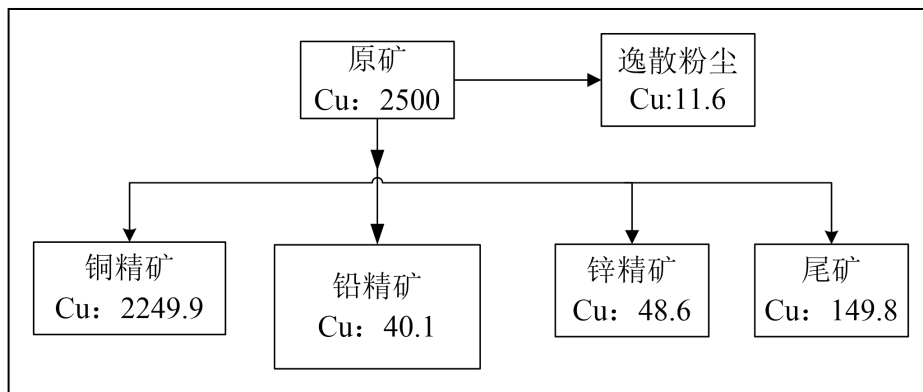 原矿
Cu：2500
逸散粉尘
Cu:11.6
铜精矿
Cu：2249.9
铅精矿
Cu：40.1
锌精矿
Cu：48.6
尾矿
Cu：149.8